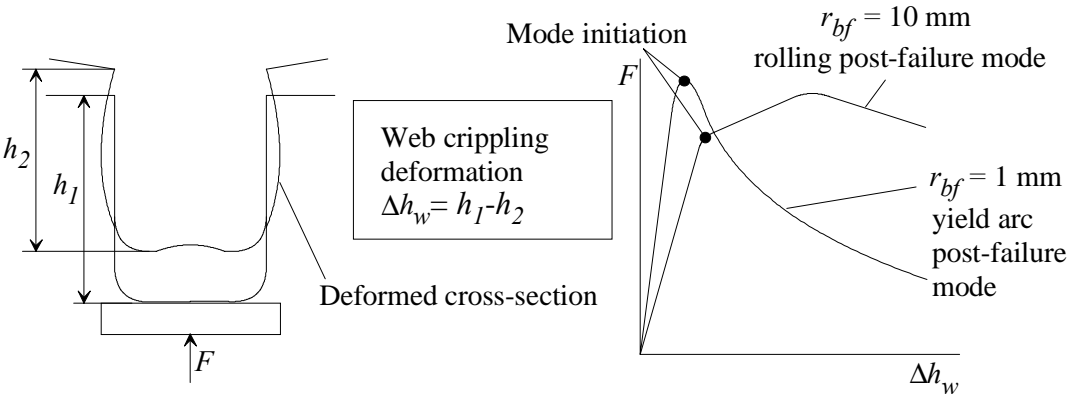 h2
h1
F
Deformed cross-section
Web crippling
deformation
Δhw= h1-h2
Mode initiation
F
rbf = 10 mm
rolling post-failure mode
rbf = 1 mm
yield arc
post-failure
mode
Δhw